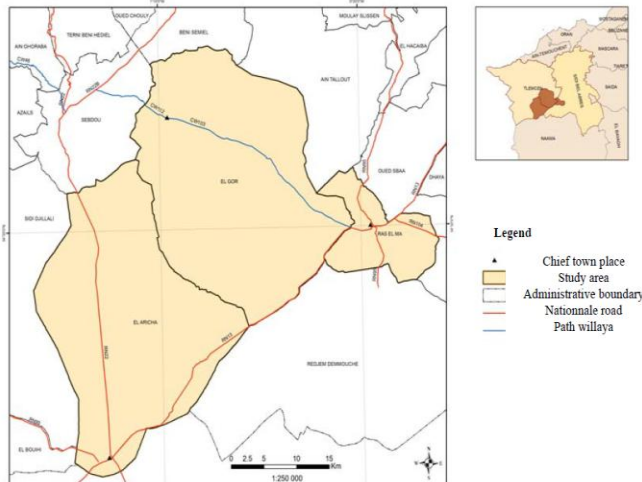 OUED CHOULY
MOULAY SLISSEN
TERNI BENI HEDIEL
BENI SEMIEL
AIN GHORABA
EL HACAIBA
AIN TALLOUT
AZAILS
SEBDOU
OUED SBAA
DHAYA
EL GOR
SIDI DJILLALI
RAS EL MA
EL ARICHA
REDJEM DEMMOUCHE
EL BOUIHI
0 2.5 5 10 15
Km
1:250 000
N
W E
S
ORAN
AIN TEMOUCHENT
MASCARA
TIARET
TLEMCEN
SIDI BEL ABBES
SAIDA
NAAMA
EL BAYADH
Legend
Chief town place
Study area
Administrative boundary
Nationnale road
Path willaya